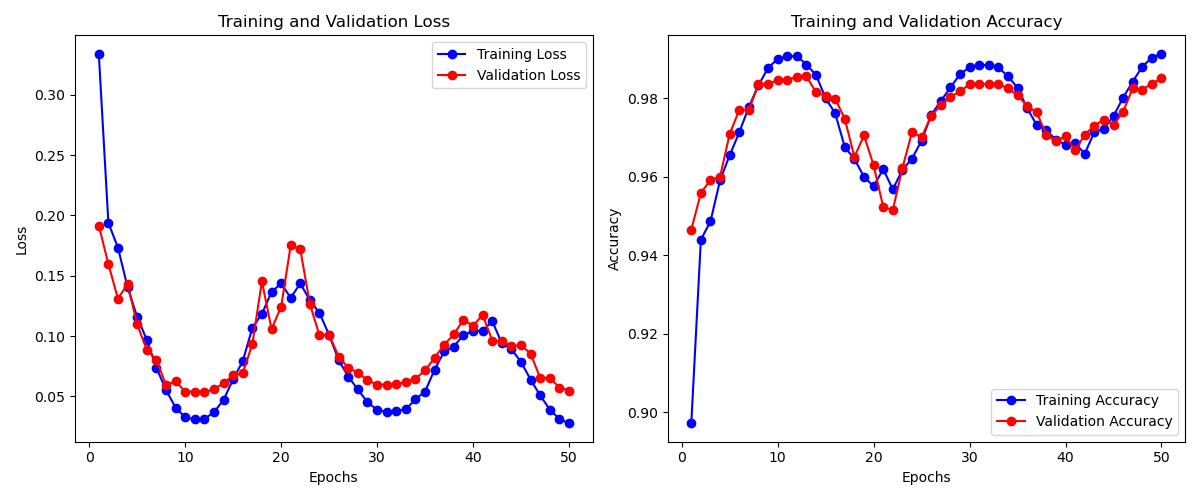 Training and Validation Loss
Training Loss
Validation Loss
0.30
0.25
0.20
0.15
0.10
0.05
Loss
0 10 20 30 40 50
Epochs
Training and Validation Accuracy
0.98
0.96
0.94
0.92
0.90
Accuracy
Training Accuracy
Validation Accuracy
0 10 20 30 40 50
Epochs